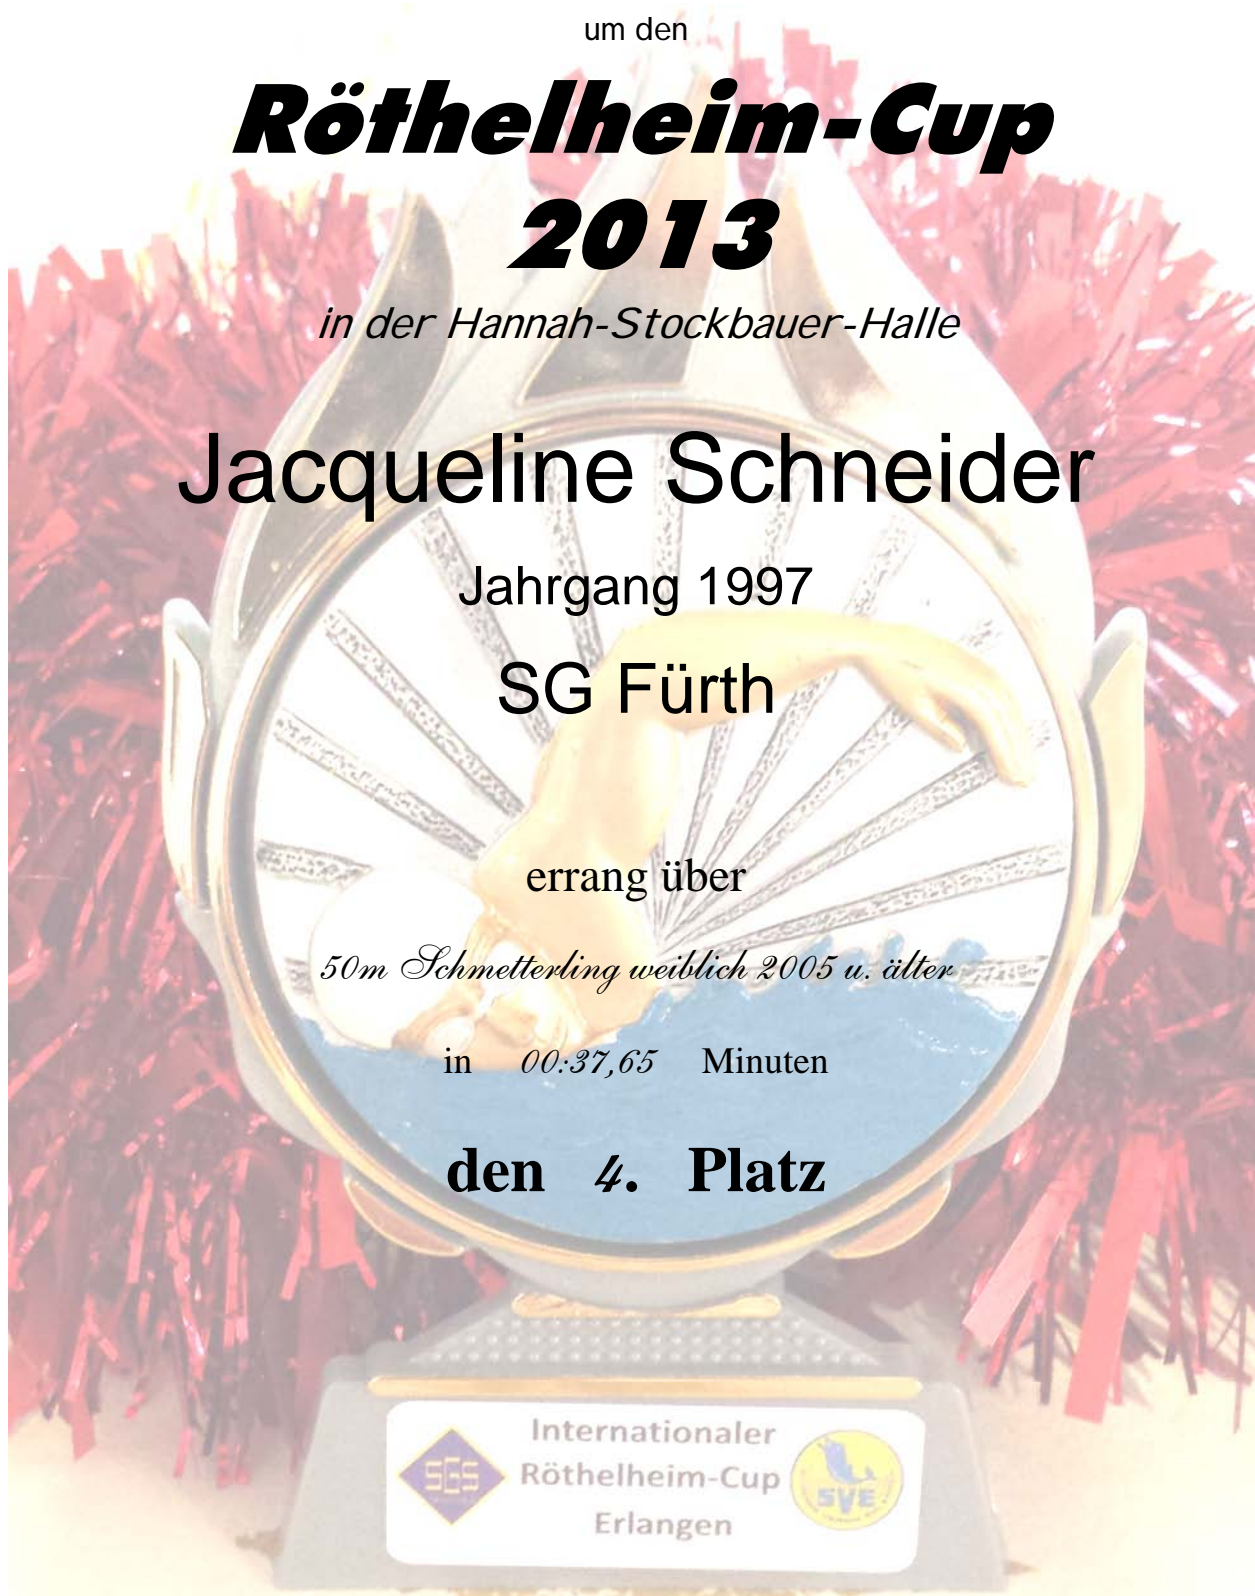 um den
Röthelheim-Cup
2013
in der Hannah-Stockbauer-Halle
Jacqueline Schneider
Jahrgang 1997
SG Fürth
errang über
50m Schmetterling weiblich 2005 u. älter
in 00:37,65 Minuten
den 4. Platz
Internationaler
SGS Röthelheim-Cup SVE
Erlangen